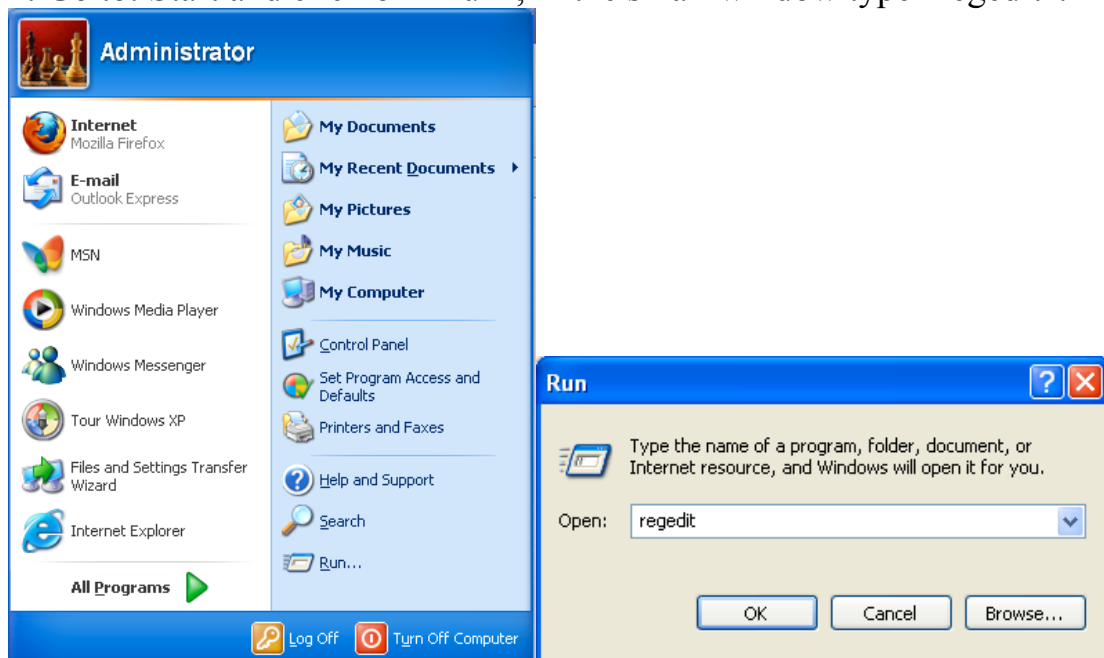 Administrator
Internet
Mozilla Firefox
E-mail
Outlook Express
MSN
Windows Media Player
Windows Messenger
Tour Windows XP
Files and Settings Transfer
Wizard
Internet Explorer
All Programs
My Documents
My Recent Documents
My Pictures
My Music
My Computer
Control Panel
Set Program Access and
Defaults
Printers and Faxes
Help and Support
Search
Run...
Log Off
Turn Off Computer
Run
Type the name of a program, folder, document, or
Internet resource, and Windows will open it for you.
Open:
regedit
OK
Cancel
Browse...